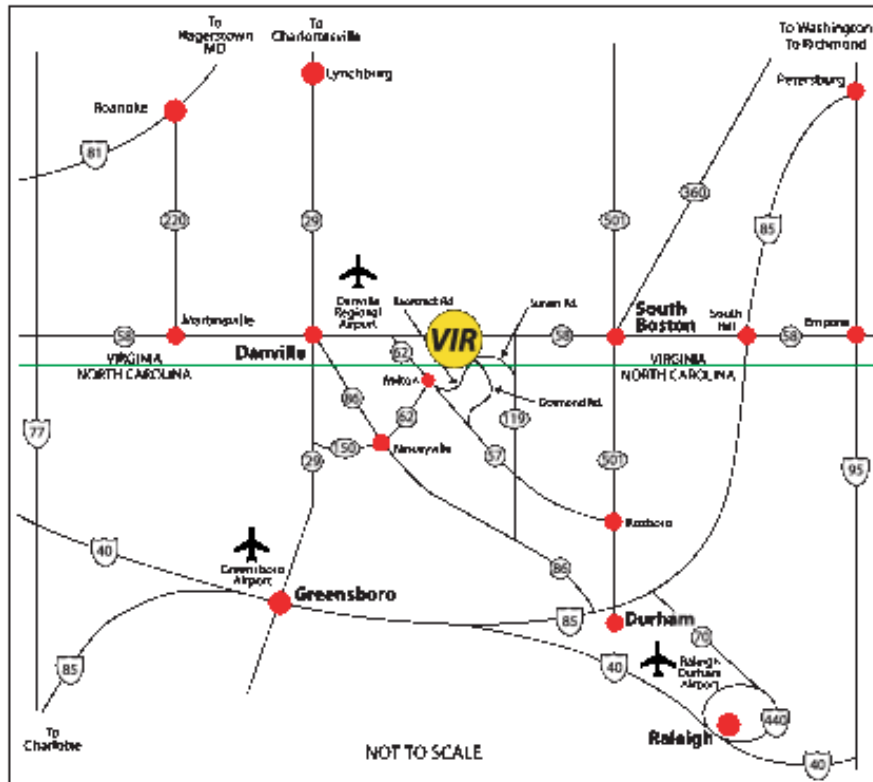 To
Hagerstown
MD
To
Charlottesville
To Washington
To Richmond
Lynchburg
Petersburg
Roanoke
81
220
29
501
360
85
Danville
Regional
Airport
Sunen Rd.
58
Martinsville
Danville
62
VIR
58
South
Boston
South
Hill
58
Emporia
VIRGINIA
NORTH CAROLINA
VIRGINIA
NORTH CAROLINA
Milton
86
62
119
77
29
150
57
501
95
Roxboro
40
Greensboro
Airport
86
Greensboro
85
Durham
70
85
40
Raleigh
Durham
Airport
To
Charlotte
NOT TO SCALE
Raleigh
440
40